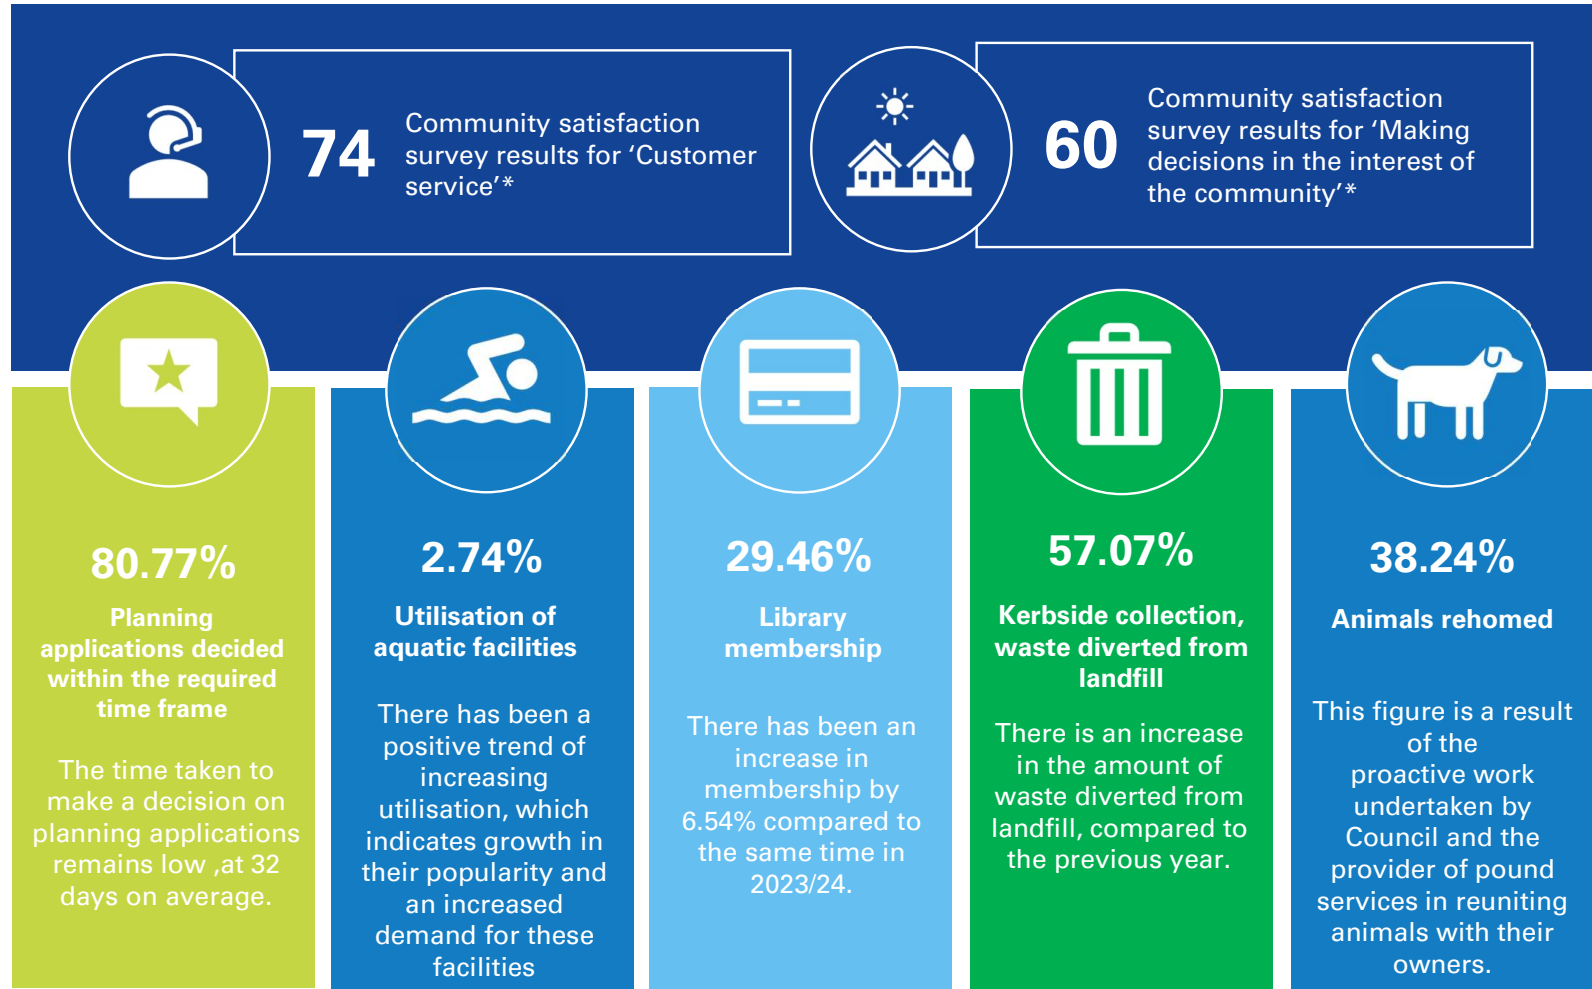 74
Community satisfaction
survey results for ‘Customer
service’*
60
Community satisfaction
survey results for ‘Making
decisions in the interest of
the community’*
80.77%
Planning
applications decided
within the required
time frame
The time taken to
make a decision on
planning applications
remains low ,at 32
days on average.
2.74%
Utilisation of
aquatic facilities
There has been a
positive trend of
increasing
utilisation, which
indicates growth in
their popularity and
an increased
demand for these
facilities
29.46%
Library
membership
There has been an
increase in
membership by
6.54% compared to
the same time in
2023/24.
57.07%
Kerbside collection,
waste diverted from
landfill
There is an increase
in the amount of
waste diverted from
landfill, compared to
the previous year.
38.24%
Animals rehomed
This figure is a result
of the
proactive work
undertaken by
Council and the
provider of pound
services in reuniting
animals with their
owners.